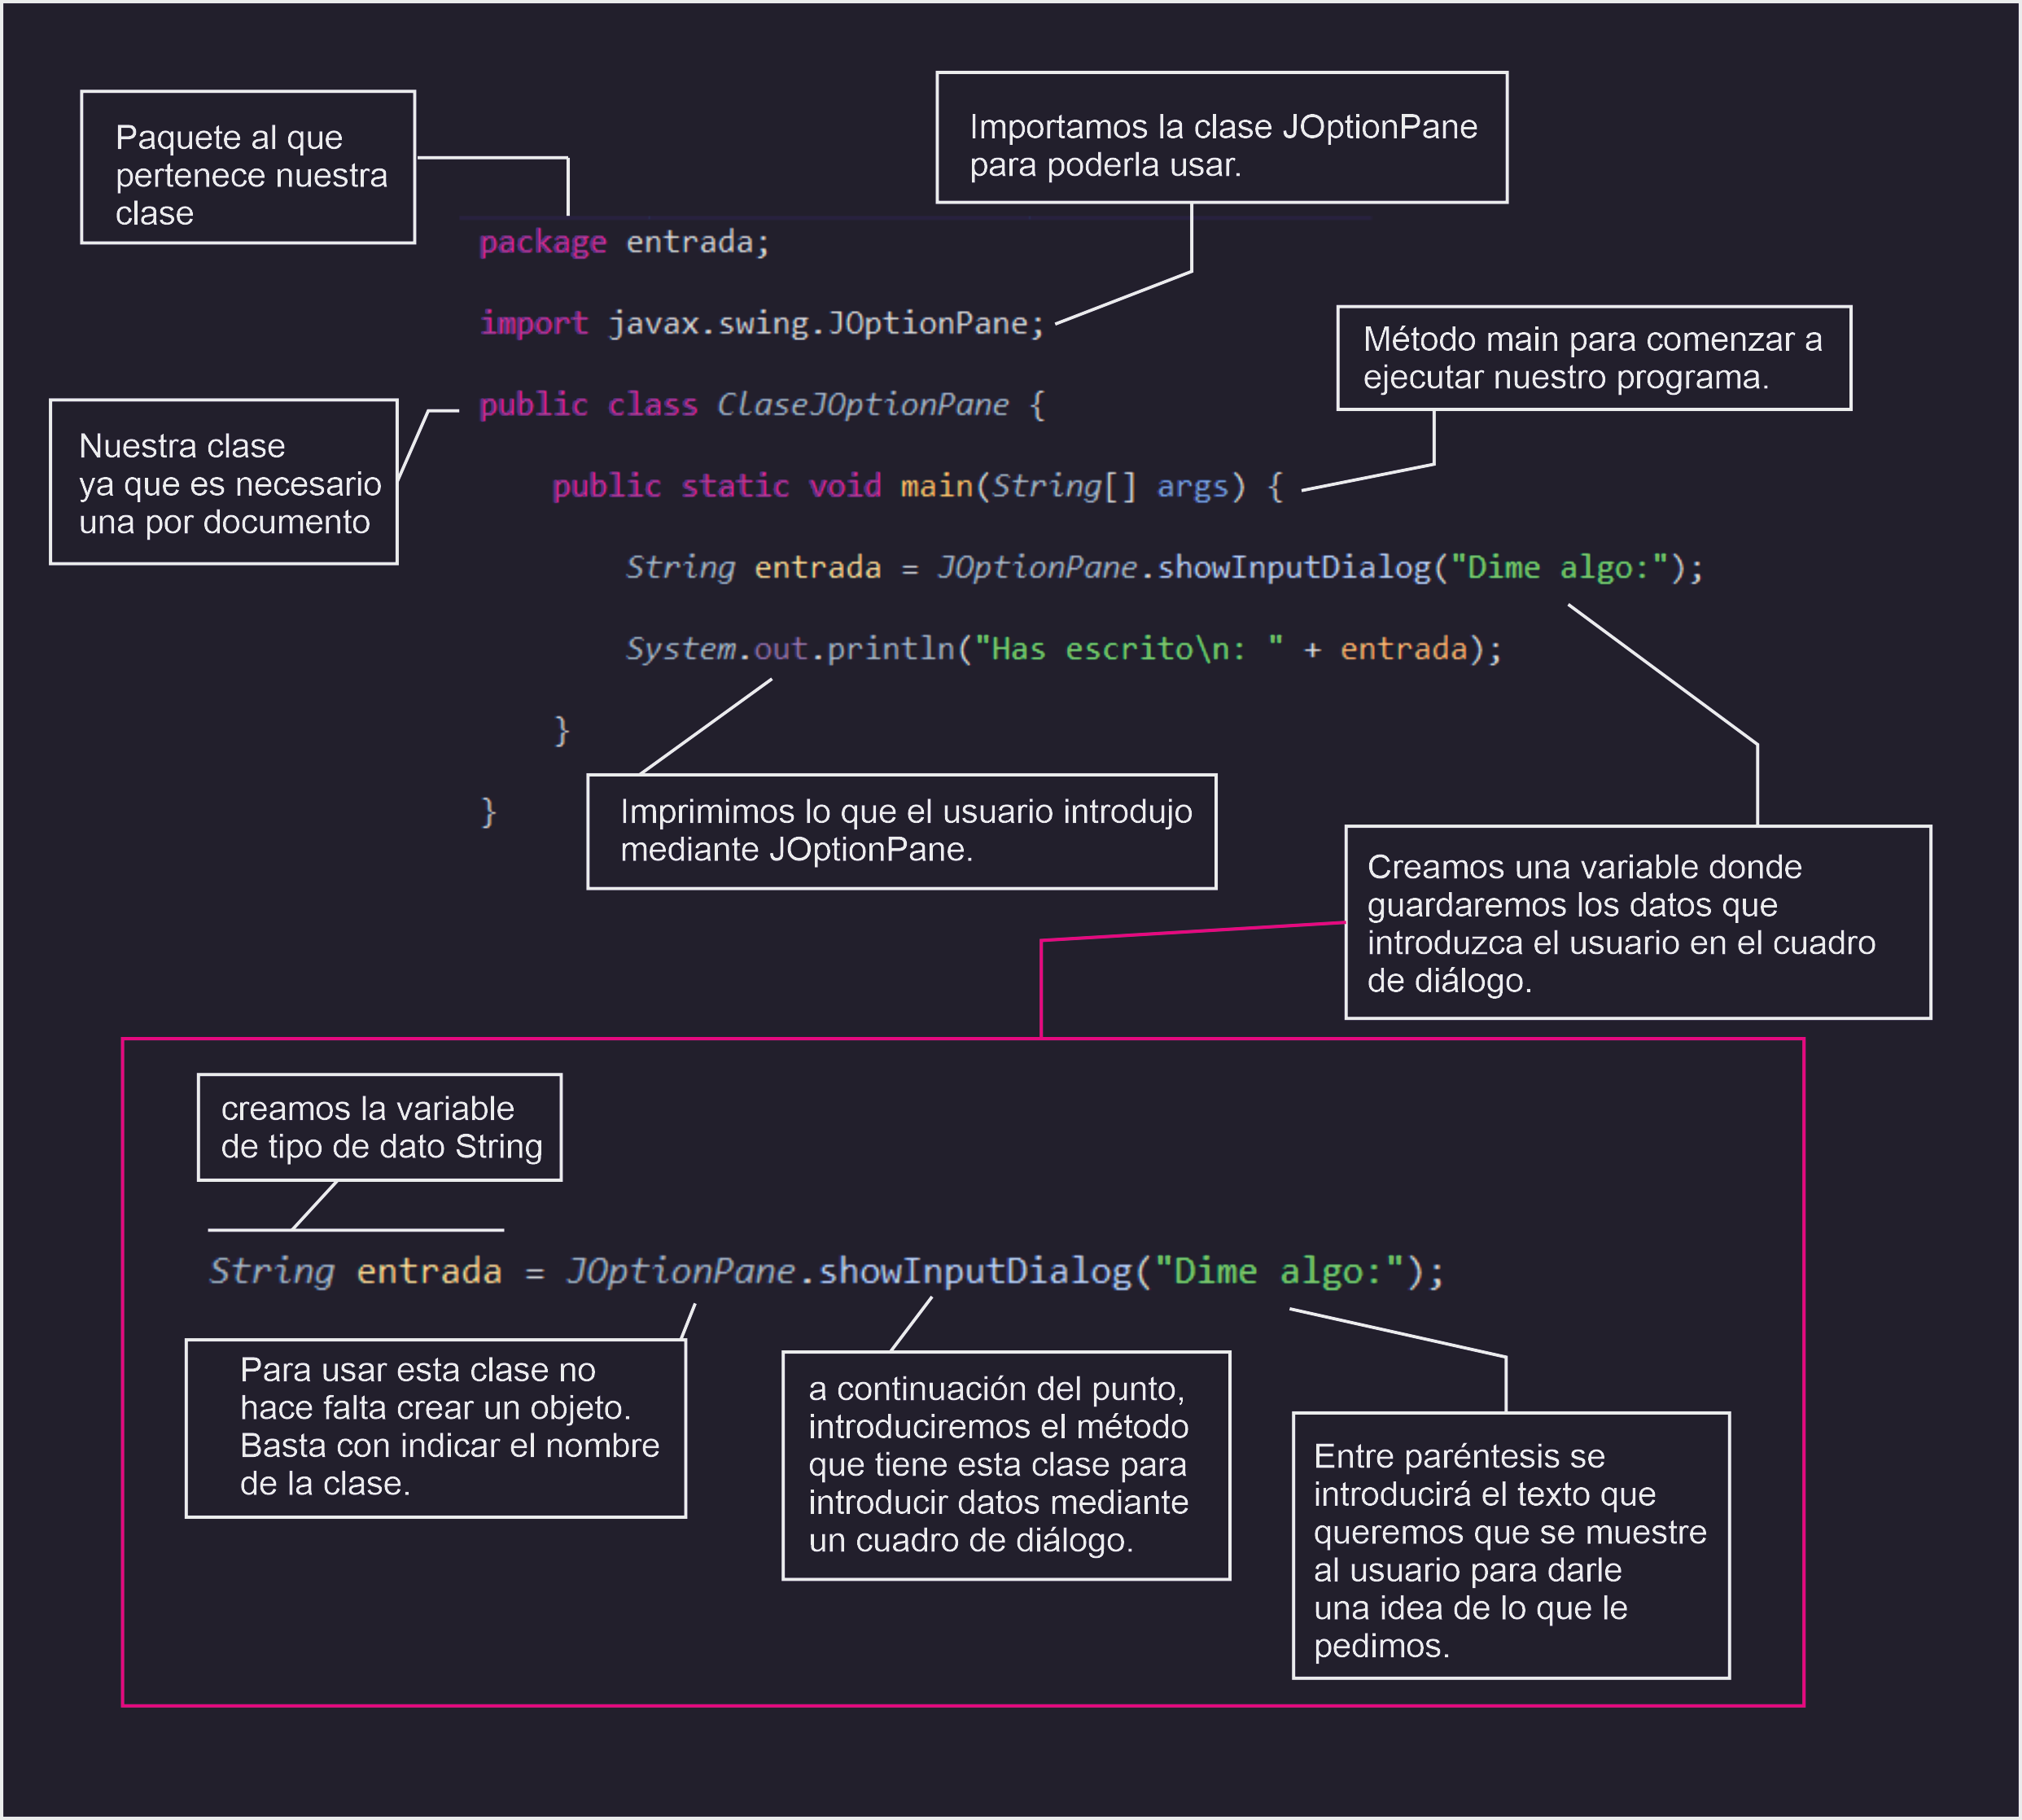 Paquete al que
pertenece nuestra
clase
Importamos la clase JOptionPane
para poderla usar.
package entrada;
import javax.swing.JOptionPane;
Método main para comenzar a
ejecutar nuestro programa.
Nuestra clase
ya que es necesario
una por documento
public class ClaseJOptionPane {
public static void main(String[] args) {
String entrada = JOptionPane.showInputDialog("Dime algo:");
System.out.println("Has escrito\n: " + entrada);
}
}
Imprimimos lo que el usuario introdujo
mediante JOptionPane.
Creamos una variable donde
guardaremos los datos que
introduzca el usuario en el cuadro
de diálogo.
creamos la variable
de tipo de dato String
String entrada = JOptionPane.showInputDialog("Dime algo:");
Para usar esta clase no
hace falta crear un objeto.
Basta con indicar el nombre
de la clase.
a continuación del punto,
introduciremos el método
que tiene esta clase para
introducir datos mediante
un cuadro de diálogo.
Entre paréntesis se
introducirá el texto que
queremos que se muestre
al usuario para darle
una idea de lo que le
pedimos.